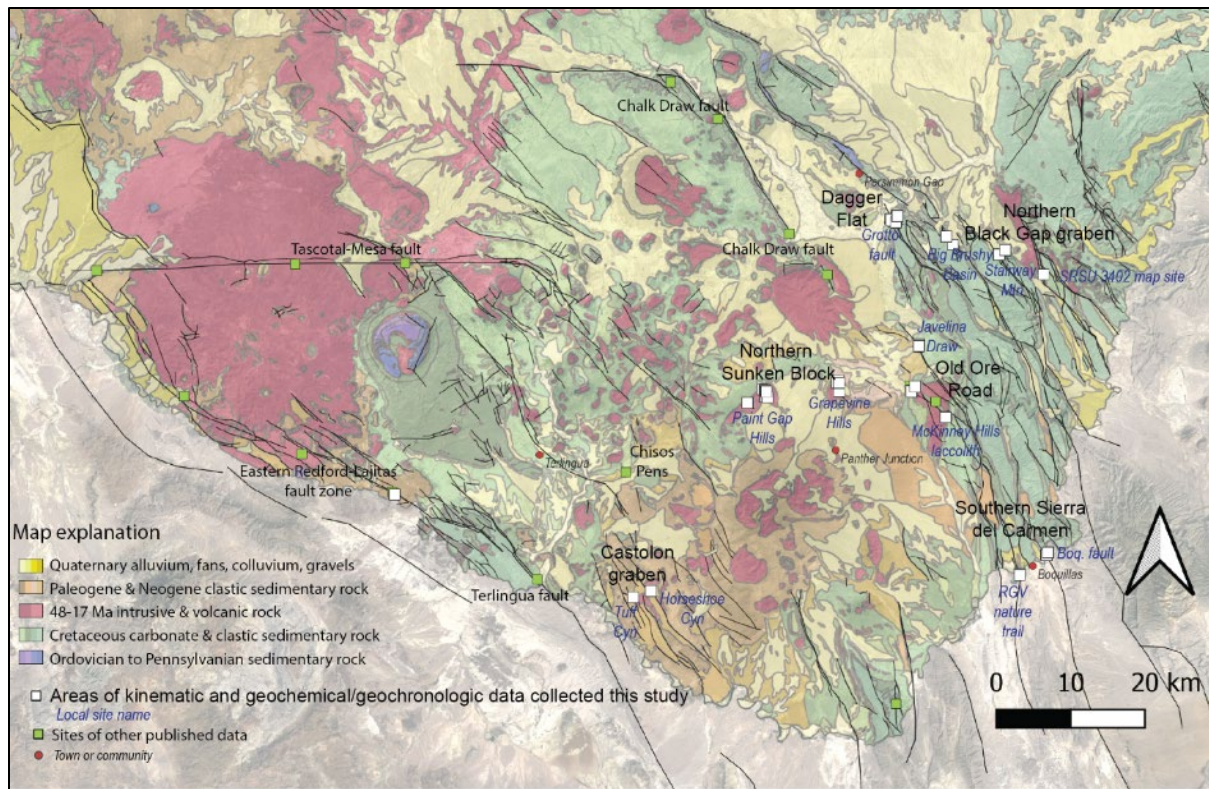 Chalk Draw fault
Persimmon Gap
Dagger
Flat
Grotto
fault
Northern
Black Gap graben
Big Brushy
Basin
Stairway
Mtn
SRSU 3402 map site
Tascotal-Mesa fault
Chalk Draw fault
Javelina
Draw
Northern
Sunken Block
Old Ore
Road
Paint Gap
Hills
Grapevine
Hills
McKinney Hills
laccolith
Terlingua
Chisos
Pens
Panther Junction
Eastern Redford-Lajitas
fault zone
Southern Sierra
del Carmen
Boq. fault
Boquillas
RGV
nature
trail
Castolon
graben
Terlingua fault
Tuff
Cyn
Horseshoe
Cyn
Map explanation
Quaternary alluvium, fans, colluvium, gravels
Paleogene & Neogene clastic sedimentary rock
48-17 Ma intrusive & volcanic rock
Cretaceous carbonate & clastic sedimentary rock
Ordovician to Pennsylvanian sedimentary rock
Areas of kinematic and geochemical/geochronologic data collected this study
Local site name
Sites of other published data
Town or community
0 10 20 km